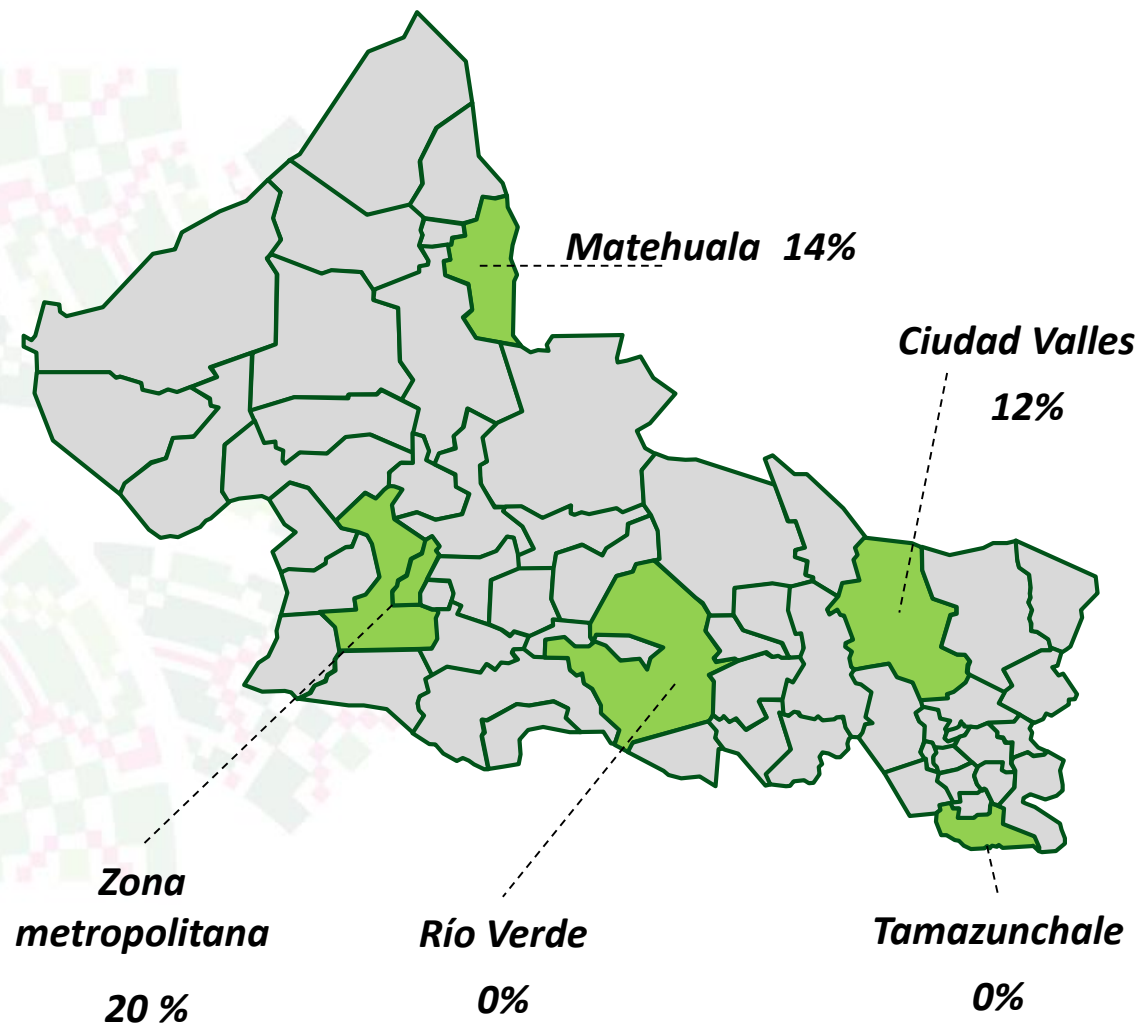 Matehuala 14%
Ciudad Valles
12%
Zona
metropolitana
20 %
Río Verde
0%
Tamazunchale
0%